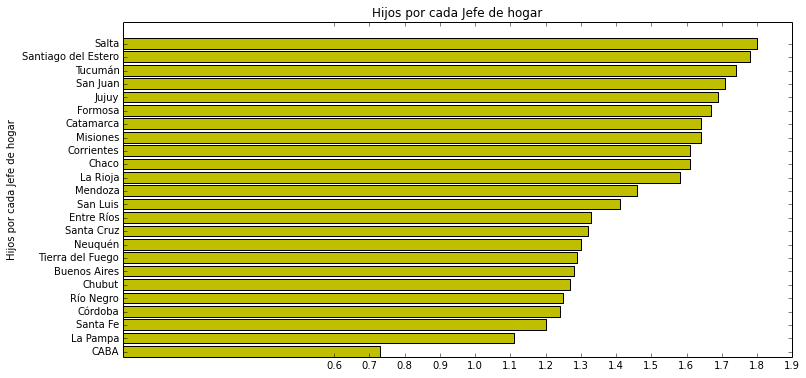 Hijos por cada Jefe de hogar
Hijos por cada Jefe de hogar
Salta
Santiago del Estero
Tucumán
San Juan
Jujuy
Formosa
Catamarca
Misiones
Corrientes
Chaco
La Rioja
Mendoza
San Luis
Entre Ríos
Santa Cruz
Neuquén
Tierra del Fuego
Buenos Aires
Chubut
Río Negro
Córdoba
Santa Fe
La Pampa
CABA
0.6 0.7 0.8 0.9 1.0 1.1 1.2 1.3 1.4 1.5 1.6 1.7 1.8 1.9